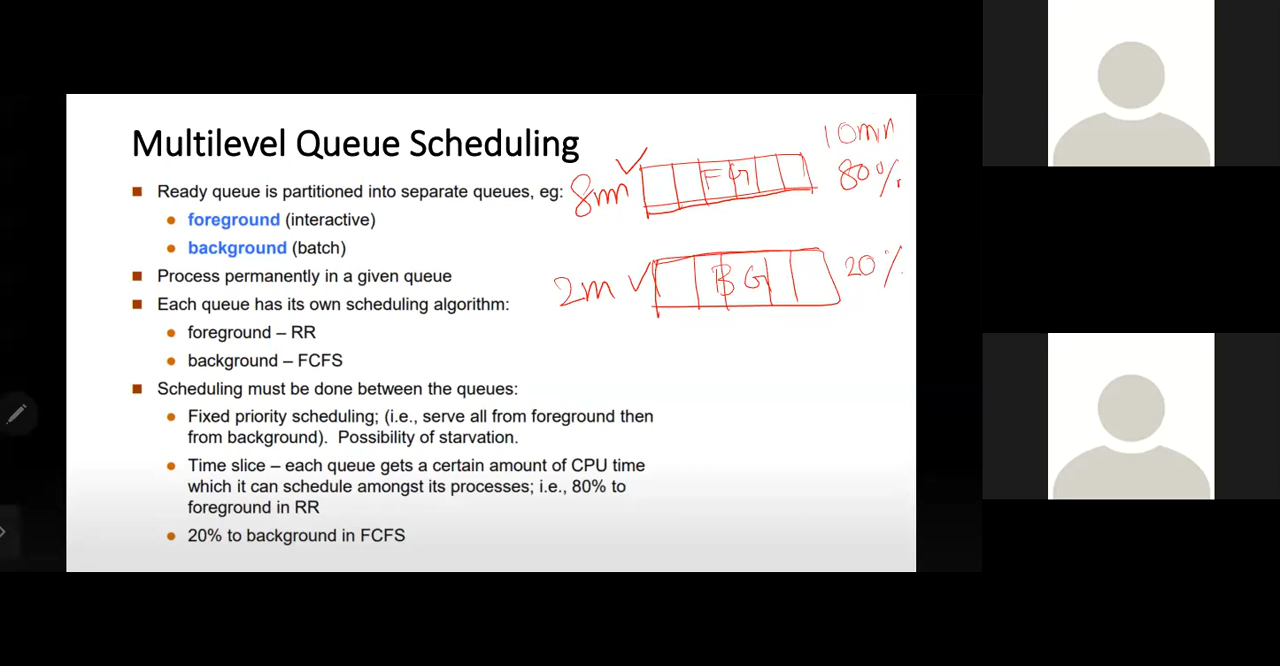 Multilevel Queue Scheduling
Ready queue is partitioned into separate queues, eg:
foreground (interactive)
background (batch)
Process permanently in a given queue
Each queue has its own scheduling algorithm:
foreground – RR
background – FCFS
Scheduling must be done between the queues:
Fixed priority scheduling; (i.e., serve all from foreground then
from background). Possibility of starvation.
Time slice – each queue gets a certain amount of CPU time
which it can schedule amongst its processes; i.e., 80% to
foreground in RR
20% to background in FCFS
10min
8m FG 80%
2m BG 20%